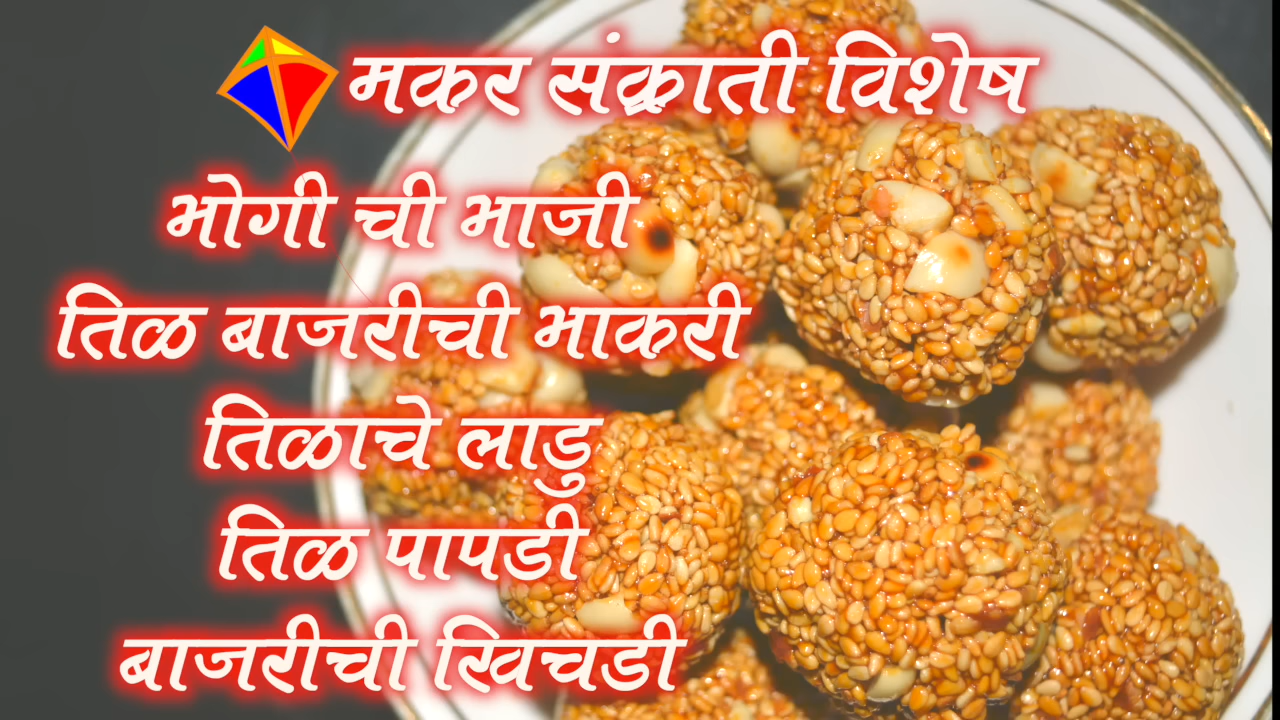 मकर संक्राती विशेष
भोगी ची भाजी
तिळ बाजरीची भाकरी
तिळाचे लाडु
तिळ पापडी
बाजरीची खिचडी